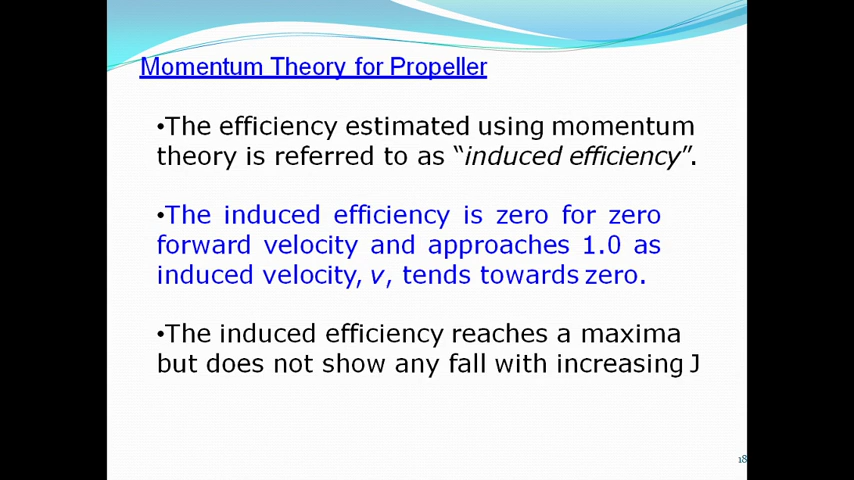 Momentum Theory for Propeller
•The efficiency estimated using momentum
theory is referred to as “induced efficiency”.
•The induced efficiency is zero for zero
forward velocity and approaches 1.0 as
induced velocity, v, tends towards zero.
•The induced efficiency reaches a maxima
but does not show any fall with increasing J
18